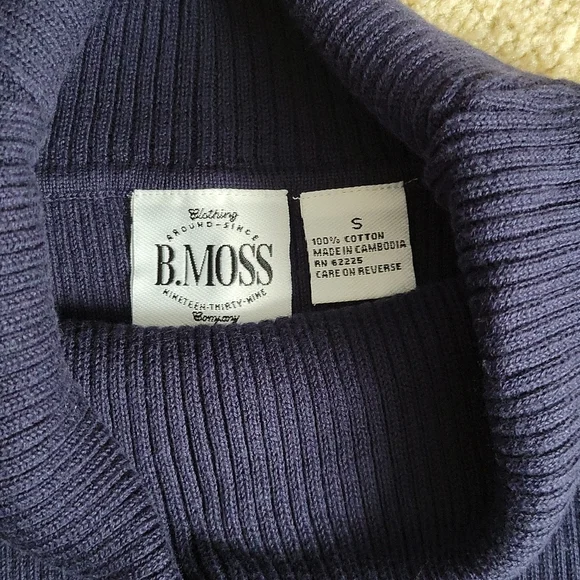 Clothing
AROUND-SINCE
B.MOSS
NINETEEN-THIRTY-NINE
Company
S
100% COTTON
MADE IN CAMBODIA
RN 62225
CARE ON REVERSE